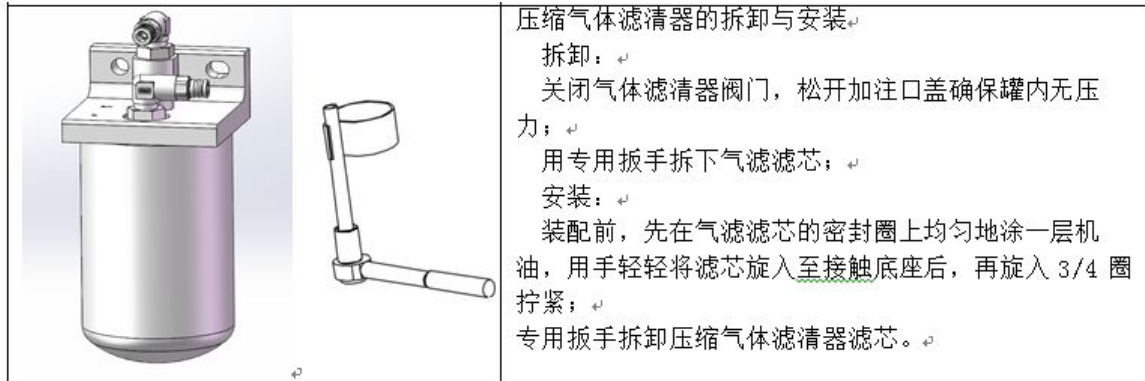 压缩气体滤清器的拆卸与安装
拆卸：
关闭气体滤清器阀门，松开加注口盖确保罐内无压
力；
用专用扳手拆下气滤滤芯；
安装：
装配前，先在气滤滤芯的密封圈上均匀地涂一层机
油，用手轻轻将滤芯旋入至接触底座后，再旋入 3/4 圈
拧紧；
专用扳手拆卸压缩气体滤清器滤芯。